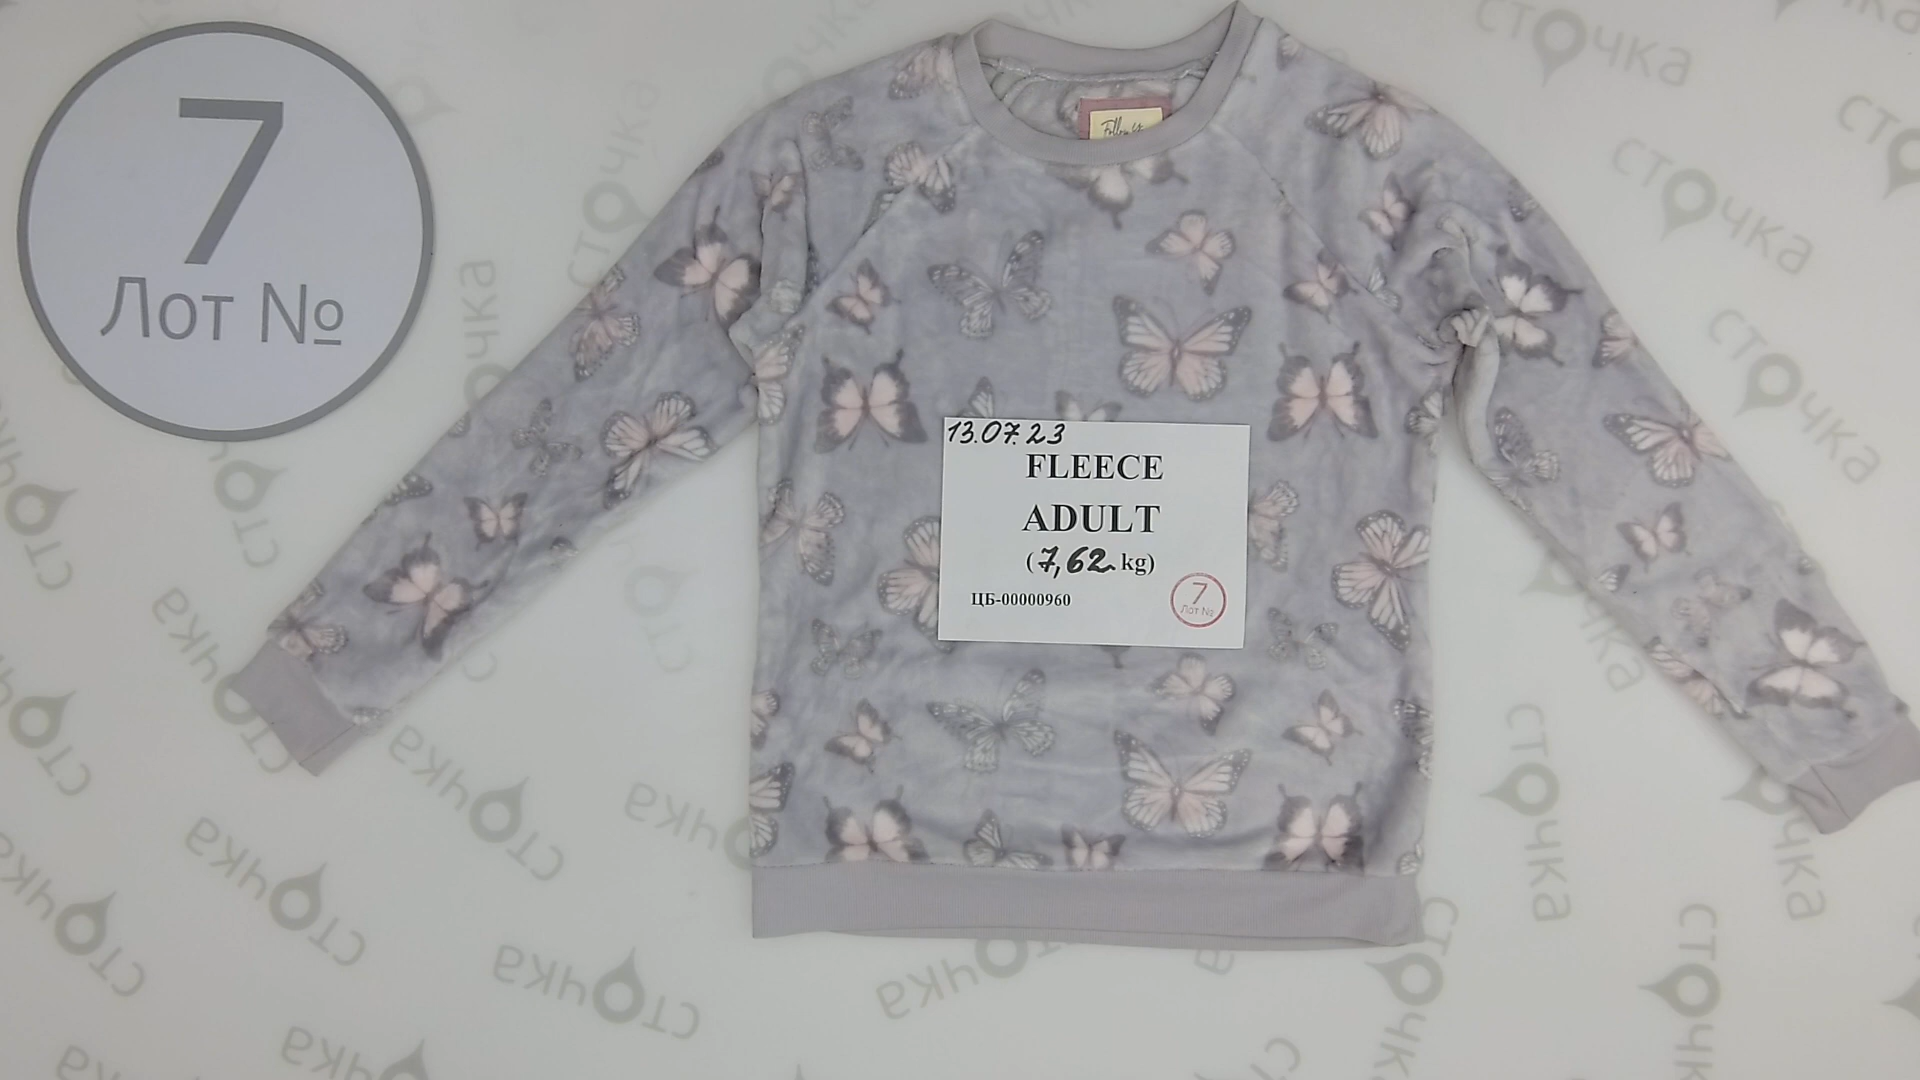 7
Лот №
13.07.23
FLEECE
ADULT
(7,62 kg)
ЦБ-00000960
7
Лот №
сточка